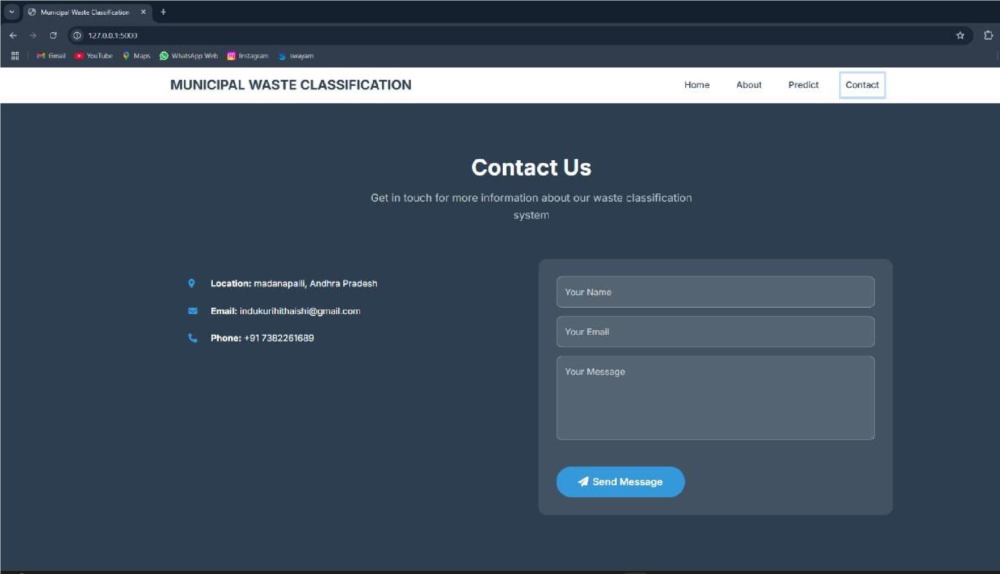 Municipal Waste Classification
127.0.0.1:5000
Gmail YouTube Maps WhatsApp Web Instagram swayam
MUNICIPAL WASTE CLASSIFICATION Home About Predict Contact
Contact Us
Get in touch for more information about our waste classification
system
Location: madanapalli, Andhra Pradesh
Email: indukurihithaishi@gmail.com
Phone: +91 7382261689
Your Name
Your Email
Your Message
Send Message